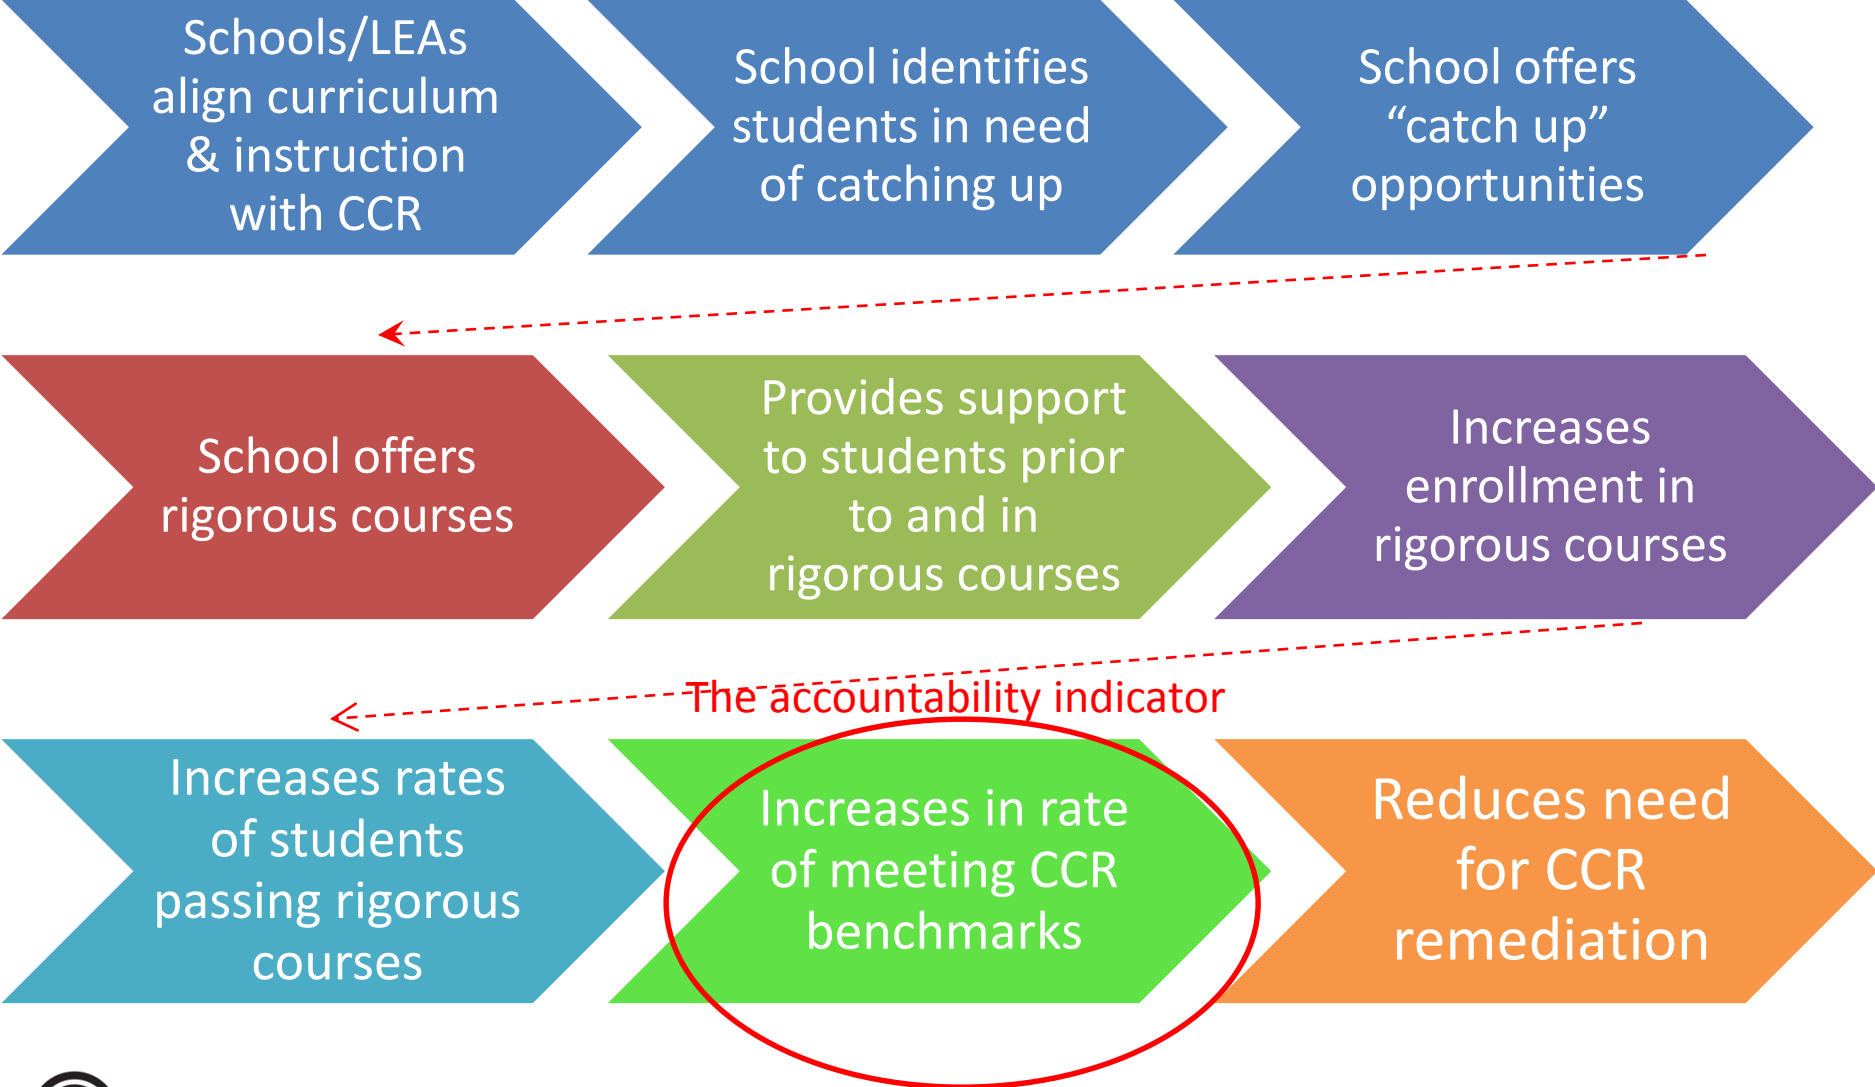 Schools/LEAs
align curriculum
& instruction
with CCR
School identifies
students in need
of catching up
School offers
“catch up”
opportunities
School offers
rigorous courses
Provides support
to students prior
to and in
rigorous courses
Increases
enrollment in
rigorous courses
The accountability indicator
Increases rates
of students
passing rigorous
courses
Increases in rate
of meeting CCR
benchmarks
Reduces need
for CCR
remediation